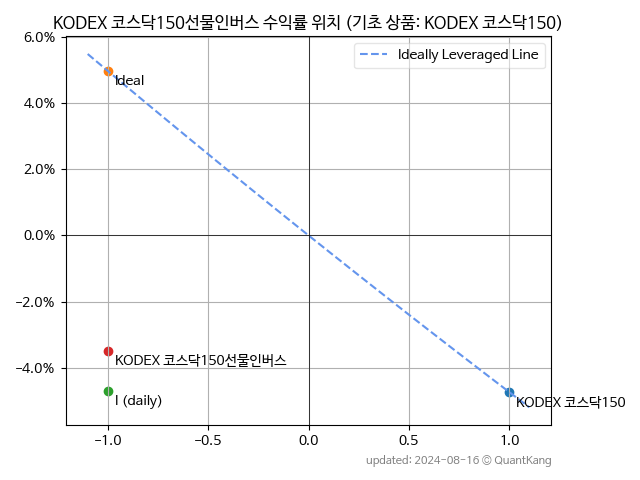 KODEX 코스닥150선물인버스 수익률 위치 (기초 상품: KODEX 코스닥150)
6.0%
Ideally Leveraged Line
Ideal
4.0%
2.0%
0.0%
−2.0%
KODEX 코스닥150선물인버스
−4.0%
I (daily)
KODEX 코스닥150
−1.0 −0.5 0.0 0.5 1.0
updated: 2024-08-16 © QuantKang